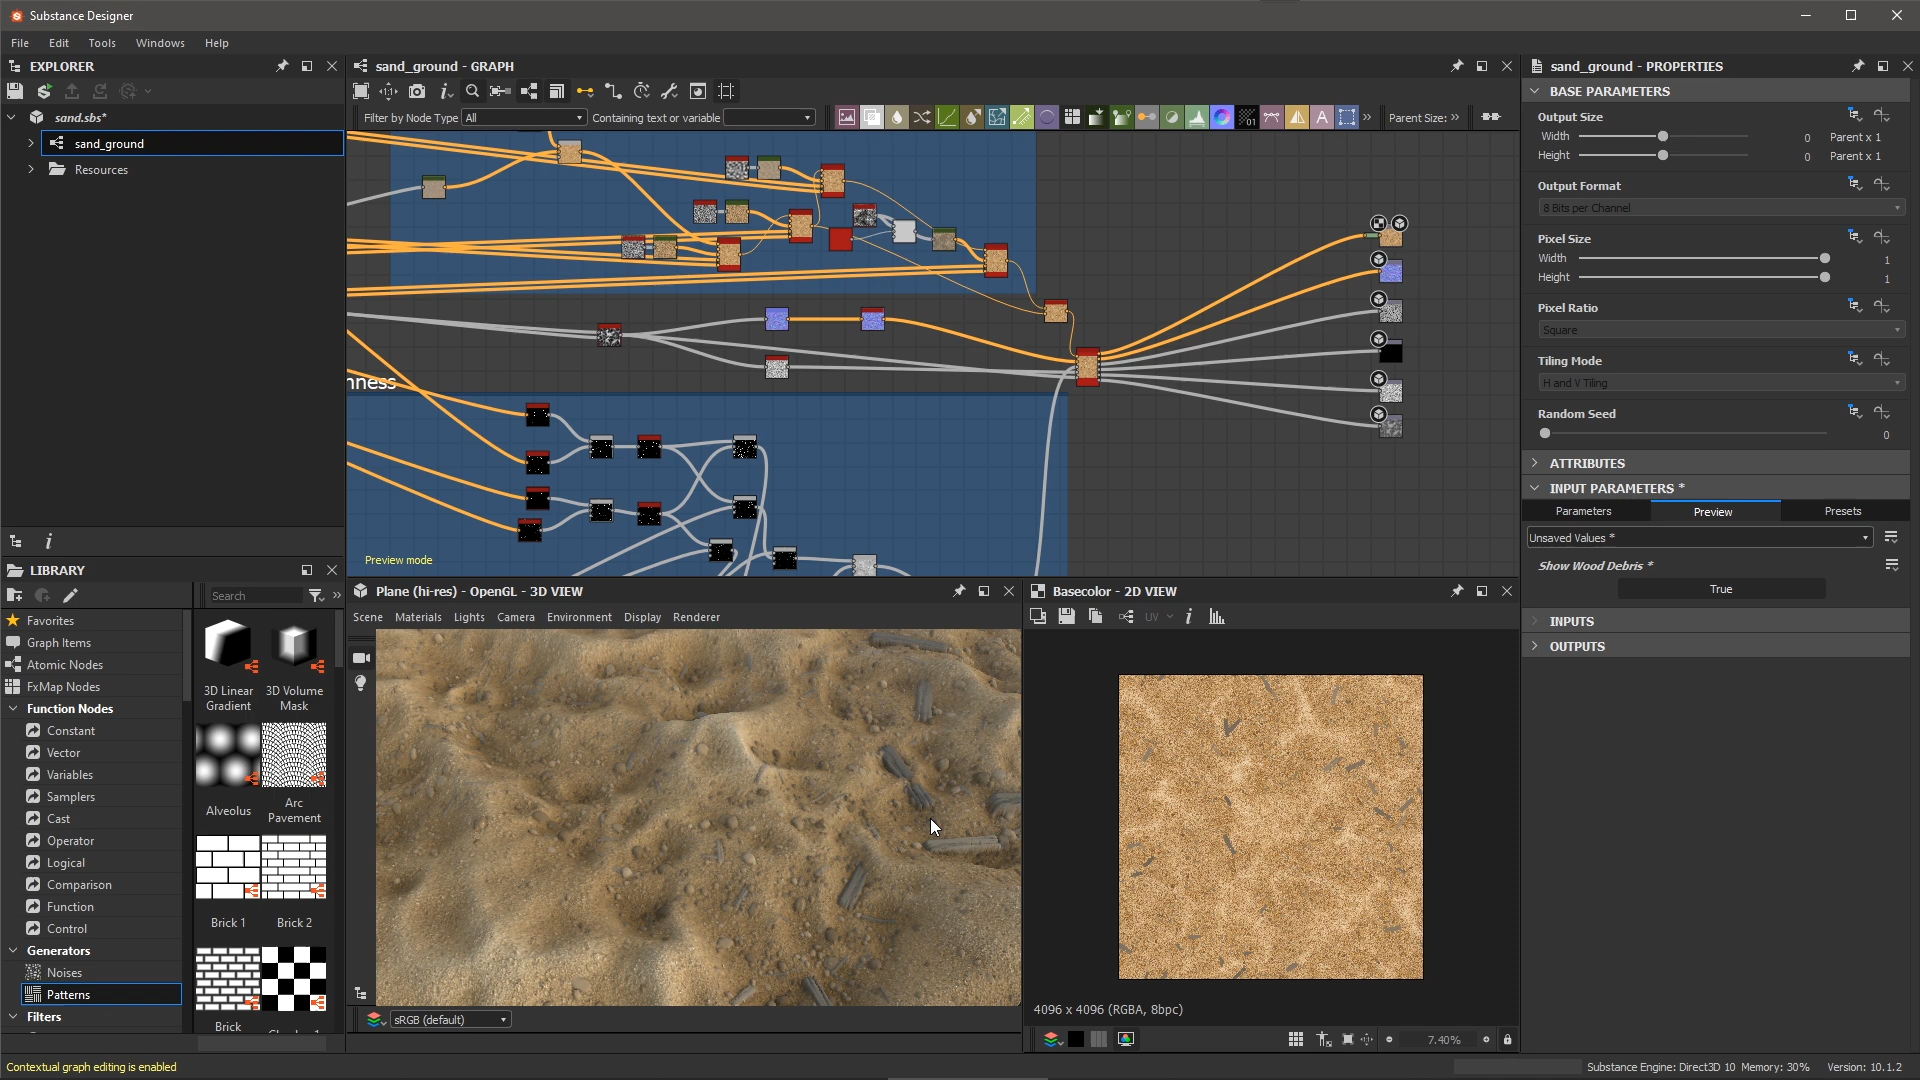 Substance Designer
File Edit Tools Windows Help
EXPLORER
sand.sbs*
sand_ground
Resources
LIBRARY
Search
Favorites
Graph Items
Atomic Nodes
FxMap Nodes
Function Nodes
Constant
Vector
Variables
Samplers
Cast
Operator
Logical
Comparison
Function
Control
Generators
Noises
Patterns
Filters
3D Linear Gradient
3D Volume Mask
Alveolus
Arc Pavement
Brick 1
Brick 2
Brick
Contextual graph editing is enabled
sand_ground - GRAPH
Filter by Node Type All Containing text or variable
Parent Size: »
nness
Preview mode
Plane (hi-res) - OpenGL - 3D VIEW
Scene Materials Lights Camera Environment Display Renderer
sRGB (default)
Basecolor - 2D VIEW
UV
4096 x 4096 (RGBA, 8bpc)
7.40%
sand_ground - PROPERTIES
BASE PARAMETERS
Output Size
Width 0 Parent x 1
Height 0 Parent x 1
Output Format
8 Bits per Channel
Pixel Size
Width 1
Height 1
Pixel Ratio
Square
Tiling Mode
H and V Tiling
Random Seed
0
ATTRIBUTES
INPUT PARAMETERS *
Parameters Preview Presets
Unsaved Values *
Show Wood Debris *
True
INPUTS
OUTPUTS
Substance Engine: Direct3D 10 Memory: 30% Version: 10.1.2